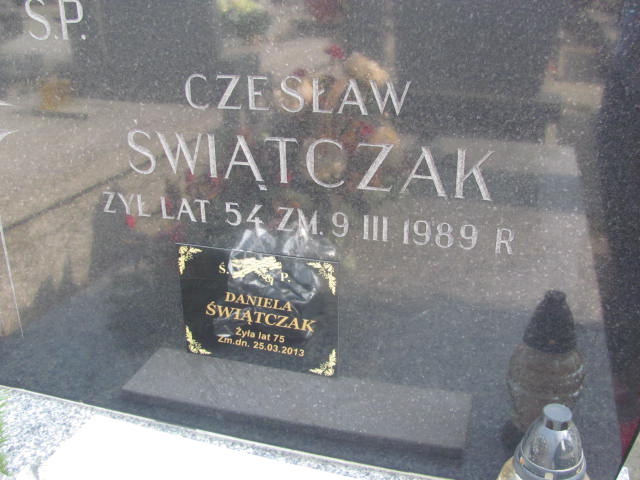 Ś.P.
CZESŁAW
ŚWIĄTCZAK
ŻYŁ LAT 54 ZM. 9 III 1989 R
Ś. P.
DANIELA
ŚWIĄTCZAK
Żyła lat 75
Zm.dn. 25.03.2013